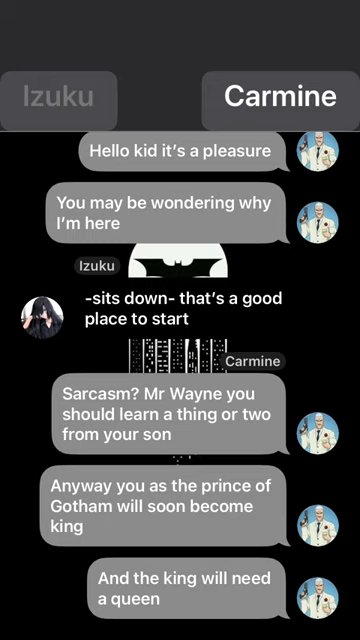 Izuku
Carmine
Hello kid it’s a pleasure
You may be wondering why
I’m here
Izuku
-sits down- that’s a good
place to start
Carmine
Sarcasm? Mr Wayne you
should learn a thing or two
from your son
Anyway you as the prince of
Gotham will soon become
king
And the king will need
a queen